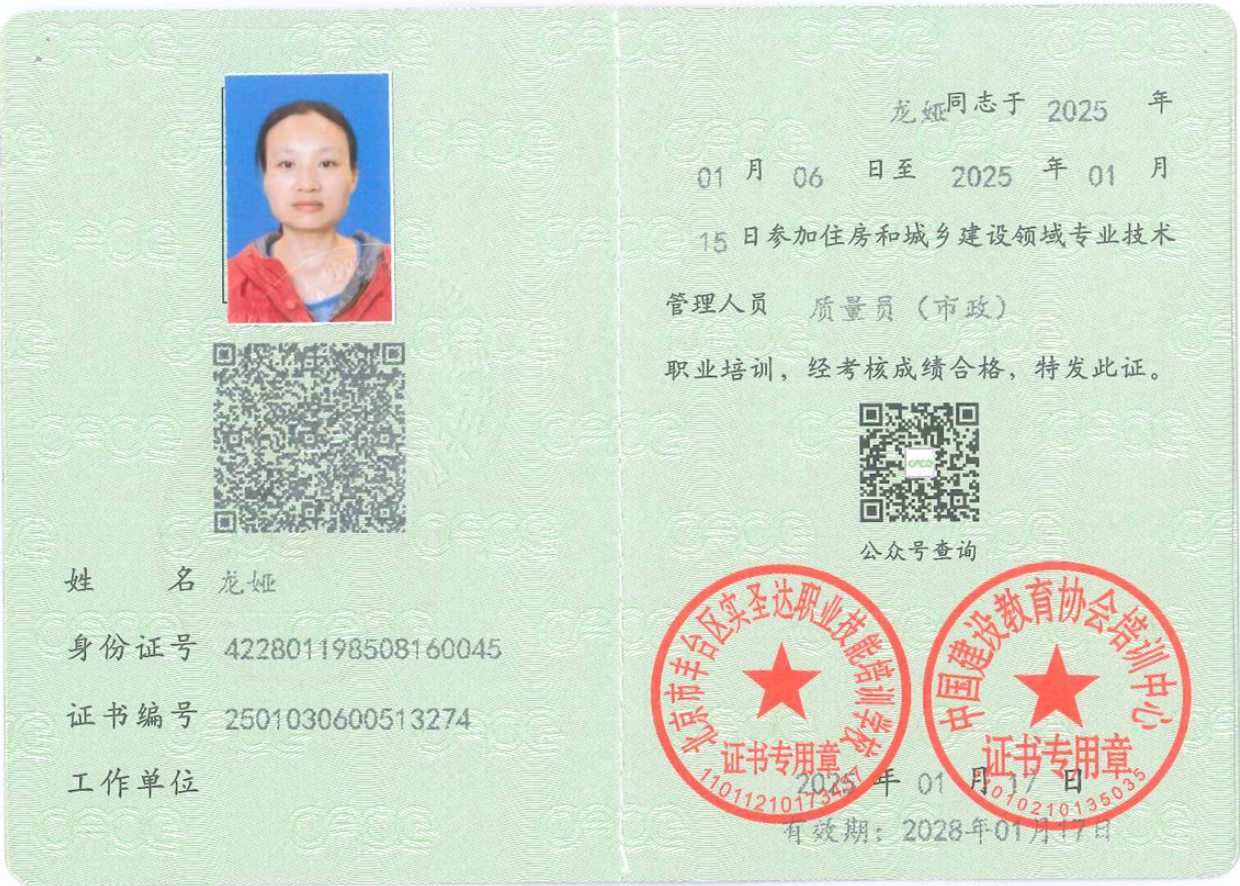 姓 名 龙娅
身份证号 422801198508160045
证书编号 2501030600513274
工作单位
龙娅同志于 2025 年
01 月 06 日至 2025 年 01 月
15 日参加住房和城乡建设领域专业技术
管理人员 质量员（市政）
职业培训，经考核成绩合格，特发此证。
CECE
公众号查询
北京市丰台区实圣达职业技能培训学校
证书专用章
中国建设教育协会培训中心
证书专用章
11010210135035
2025 年 01 月 17 日
有效期：2028年01月17日